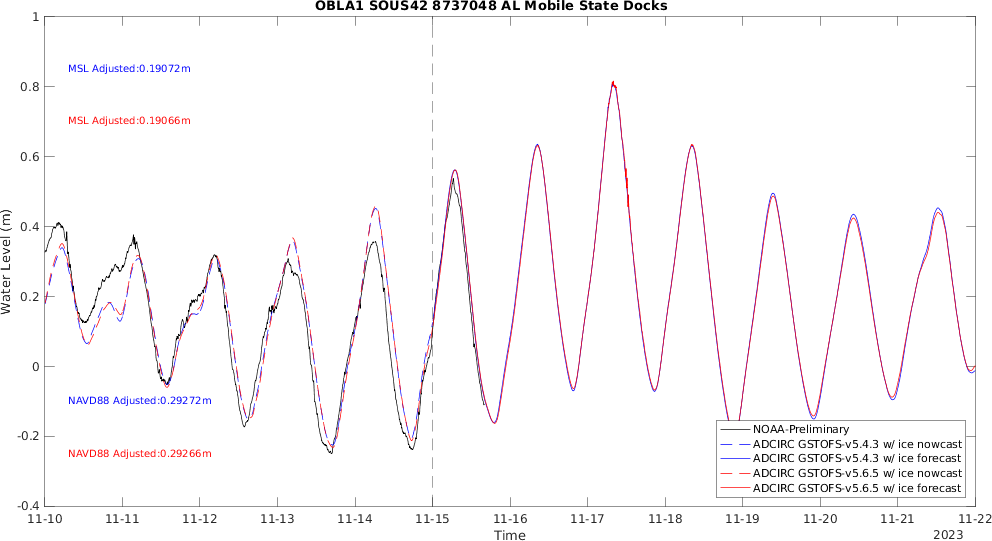 OBLA1 SOUS42 8737048 AL Mobile State Docks
MSL Adjusted:0.19072m
MSL Adjusted:0.19066m
NAVD88 Adjusted:0.29272m
NAVD88 Adjusted:0.29266m
Water Level (m)
1
0.8
0.6
0.4
0.2
0
-0.2
-0.4
NOAA-Preliminary
ADCIRC GSTOFS-v5.4.3 w/ ice nowcast
ADCIRC GSTOFS-v5.4.3 w/ ice forecast
ADCIRC GSTOFS-v5.6.5 w/ ice nowcast
ADCIRC GSTOFS-v5.6.5 w/ ice forecast
11-10 11-11 11-12 11-13 11-14 11-15 11-16 11-17 11-18 11-19 11-20 11-21 11-22
Time
2023